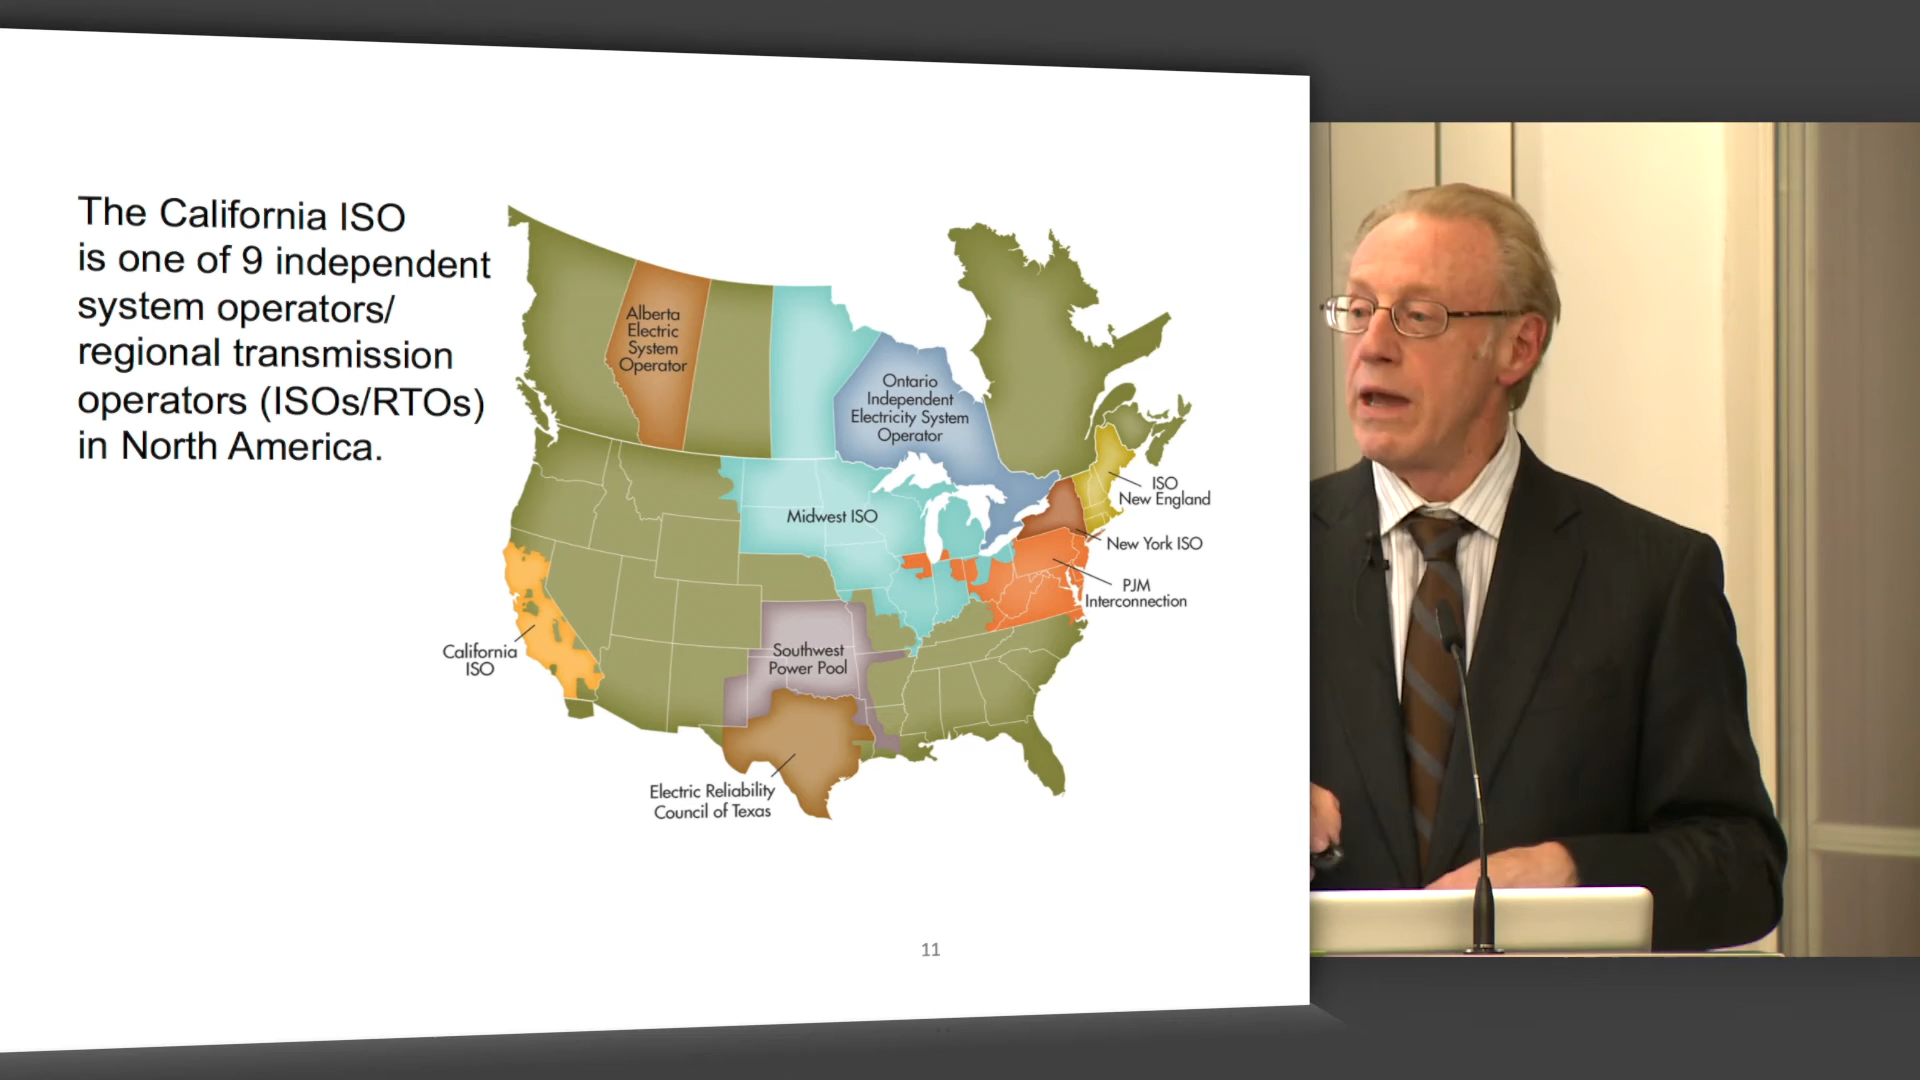 The California ISO
is one of 9 independent
system operators/
regional transmission
operators (ISOs/RTOs)
in North America.
Alberta
Electric
System
Operator
Ontario
Independent
Electricity System
Operator
ISO
New England
Midwest ISO
New York ISO
PJM
Interconnection
California
ISO
Southwest
Power Pool
Electric Reliability
Council of Texas
11